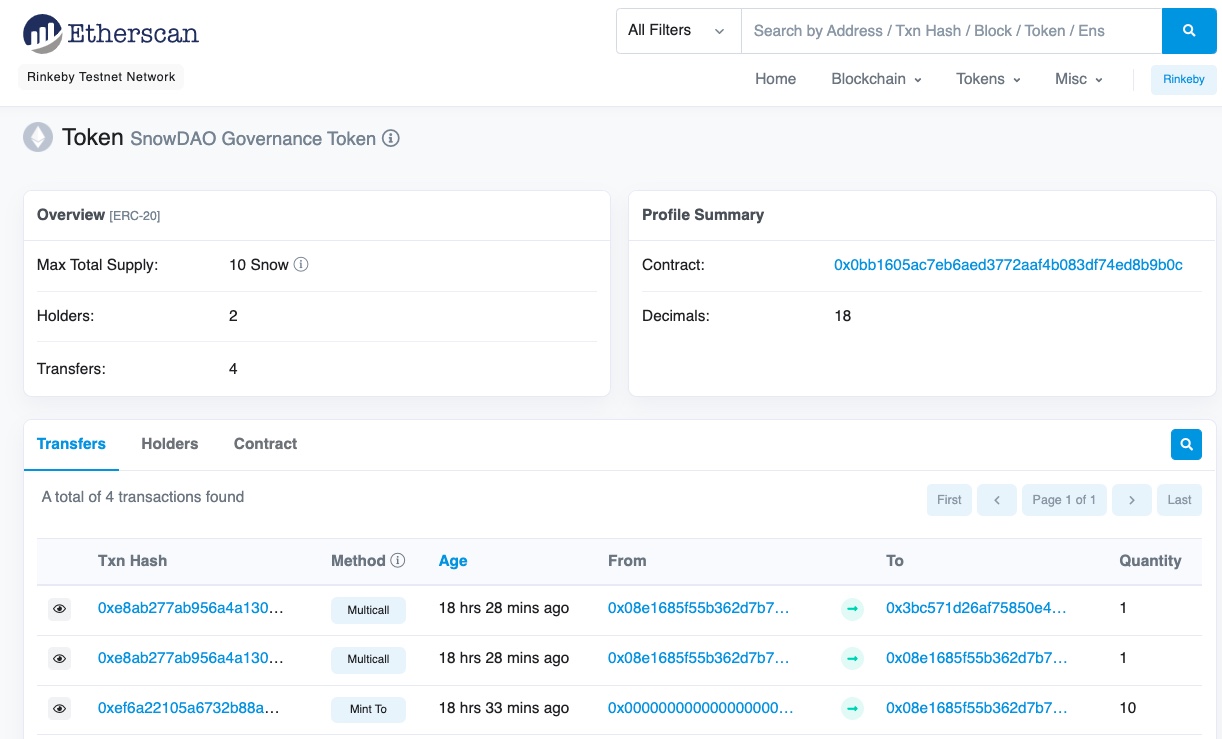 Etherscan
All Filters
Search by Address / Txn Hash / Block / Token / Ens
Rinkeby Testnet Network
Home Blockchain Tokens Misc Rinkeby
Token SnowDAO Governance Token
Overview [ERC-20]
Max Total Supply: 10 Snow
Holders: 2
Transfers: 4
Profile Summary
Contract: 0x0bb1605ac7eb6aed3772aaf4b083df74ed8b9b0c
Decimals: 18
Transfers Holders Contract
A total of 4 transactions found
First Page 1 of 1 Last
Txn Hash Method Age From To Quantity
0xe8ab277ab956a4a130... Multicall 18 hrs 28 mins ago 0x08e1685f55b362d7b7... 0x3bc571d26af75850e4... 1
0xe8ab277ab956a4a130... Multicall 18 hrs 28 mins ago 0x08e1685f55b362d7b7... 0x08e1685f55b362d7b7... 1
0xef6a22105a6732b88a... Mint To 18 hrs 33 mins ago 0x000000000000000000... 0x08e1685f55b362d7b7... 10